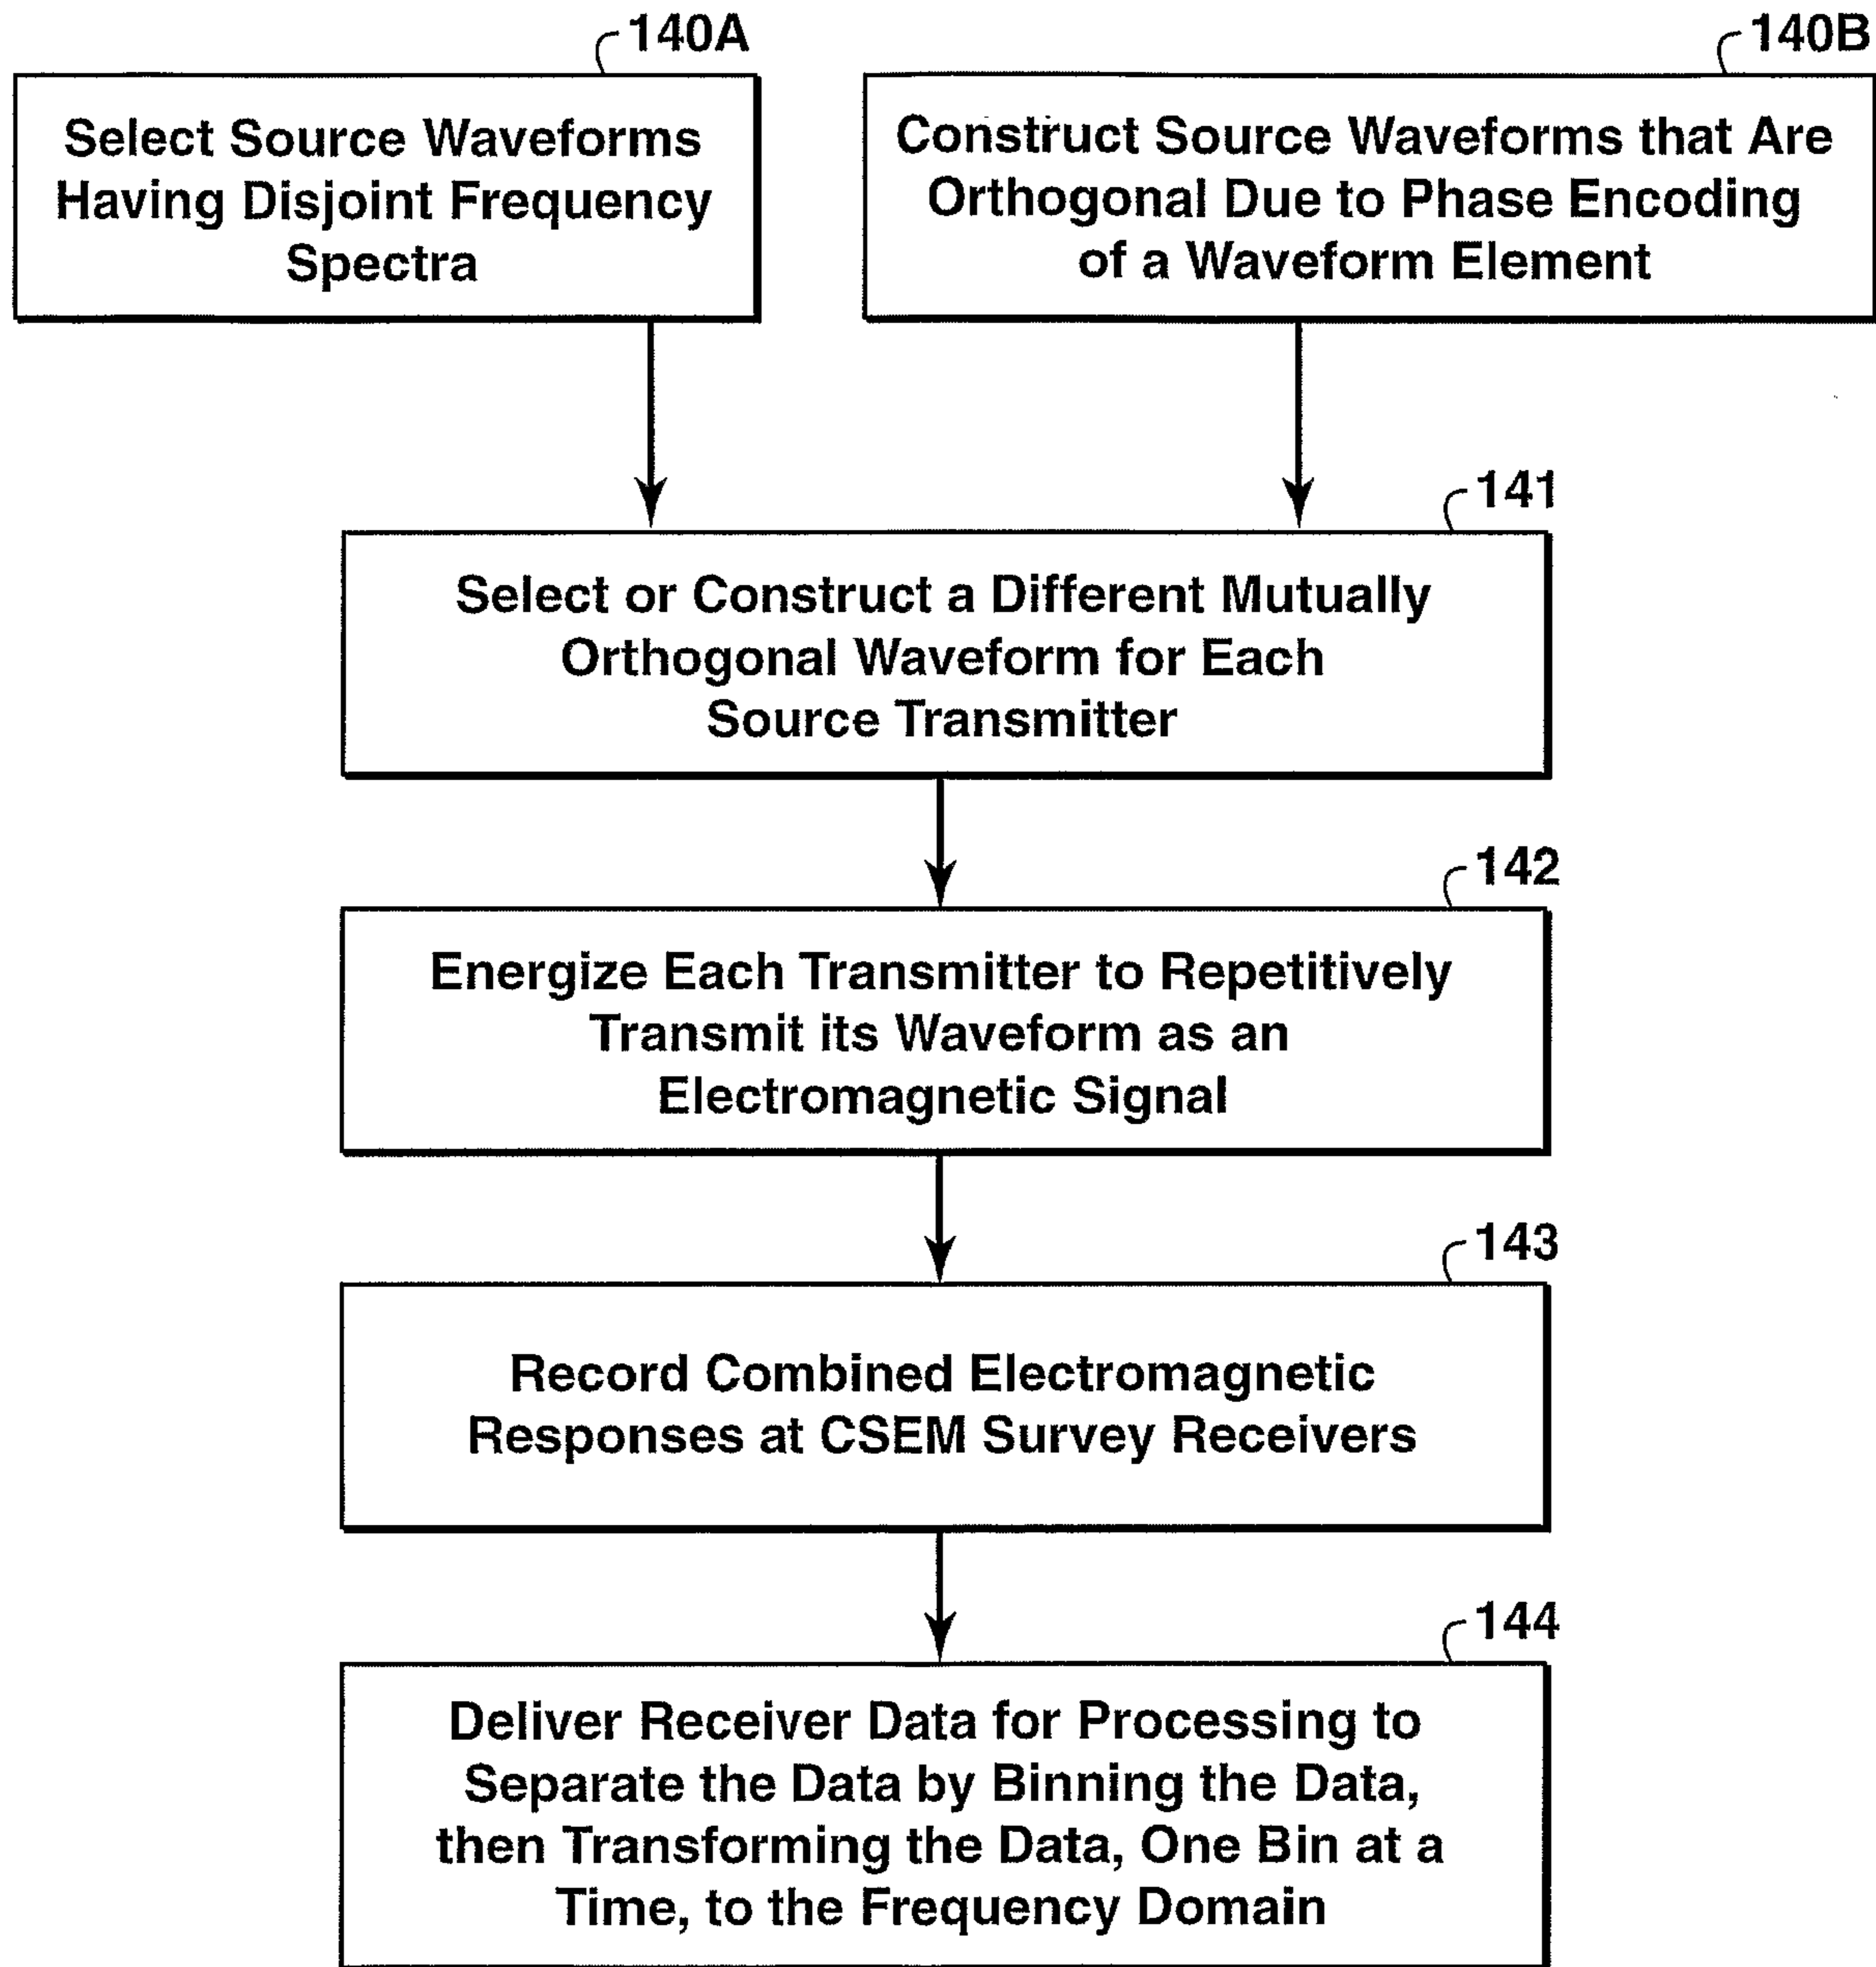 140A
Select Source Waveforms
Having Disjoint Frequency
Spectra
140B
Construct Source Waveforms that Are
Orthogonal Due to Phase Encoding
of a Waveform Element
141
Select or Construct a Different Mutually
Orthogonal Waveform for Each
Source Transmitter
142
Energize Each Transmitter to Repetitively
Transmit its Waveform as an
Electromagnetic Signal
143
Record Combined Electromagnetic
Responses at CSEM Survey Receivers
144
Deliver Receiver Data for Processing to
Separate the Data by Binning the Data,
then Transforming the Data, One Bin at a
Time, to the Frequency Domain